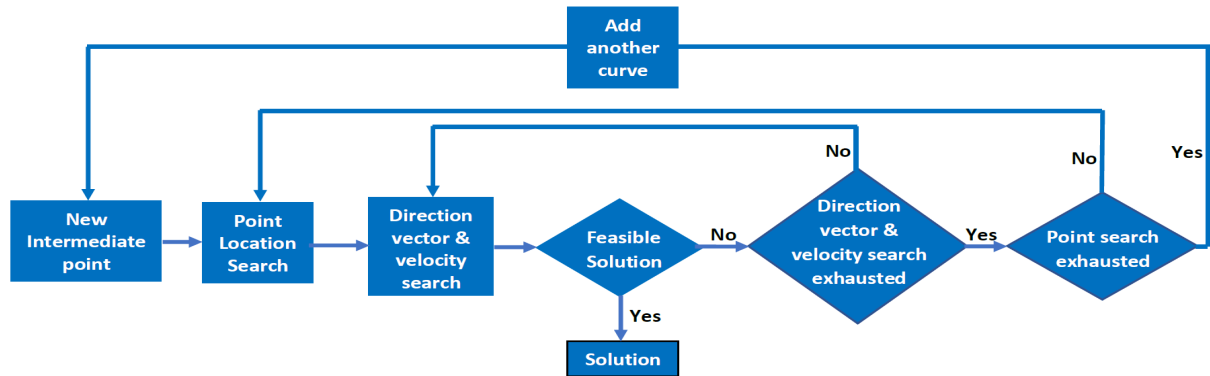 Add
another
curve
No
No
Yes
New
Intermediate
point
Point
Location
Search
Direction
vector &
velocity
search
Feasible
Solution
No
Direction
vector &
velocity search
exhausted
Yes
Point search
exhausted
Yes
Solution